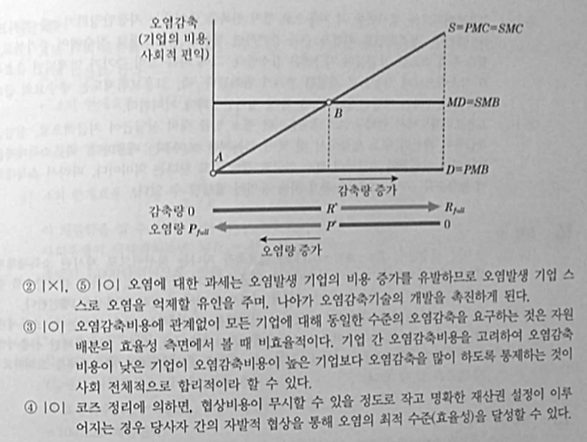 오염감축
(기업의 비용,
사회적 편익)
S=PMC=SMC
B
MD=SMB
A
D=PMB
감축량 증가
감축량 0 R* R_full
오염량 P_full P* 0
오염량 증가
② |×|, ⑤ |○| 오염에 대한 과세는 오염발생 기업의 비용 증가를 유발하므로 오염발생 기업 스
스로 오염을 억제할 유인을 주며, 나아가 오염감축기술의 개발을 촉진하게 된다.
③ |○| 오염감축비용에 관계없이 모든 기업에 대해 동일한 수준의 오염감축을 요구하는 것은 자원
배분의 효율성 측면에서 볼 때 비효율적이다. 기업 간 오염감축비용을 고려하여 오염감축
비용이 낮은 기업이 오염감축비용이 높은 기업보다 오염감축을 많이 하도록 통제하는 것이
사회 전체적으로 합리적이라 할 수 있다.
④ |○| 코즈 정리에 의하면, 협상비용이 무시할 수 있을 정도로 작고 명확한 재산권 설정이 이루
어지는 경우 당사자 간의 자발적 협상을 통해 오염의 최적 수준(효율성)을 달성할 수 있다.